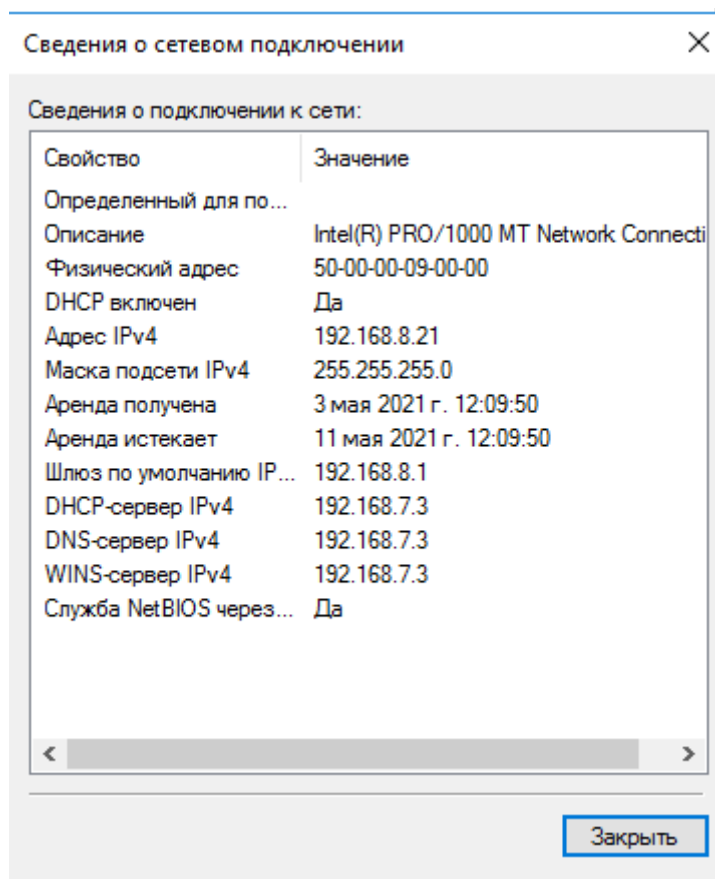 Сведения о сетевом подключении
Сведения о подключении к сети:
Свойство Значение
Определенный для по...
Описание Intel(R) PRO/1000 MT Network Connecti
Физический адрес 50-00-00-09-00-00
DHCP включен Да
Адрес IPv4 192.168.8.21
Маска подсети IPv4 255.255.255.0
Аренда получена 3 мая 2021 г. 12:09:50
Аренда истекает 11 мая 2021 г. 12:09:50
Шлюз по умолчанию IP... 192.168.8.1
DHCP-сервер IPv4 192.168.7.3
DNS-сервер IPv4 192.168.7.3
WINS-сервер IPv4 192.168.7.3
Служба NetBIOS через... Да
Закрыть